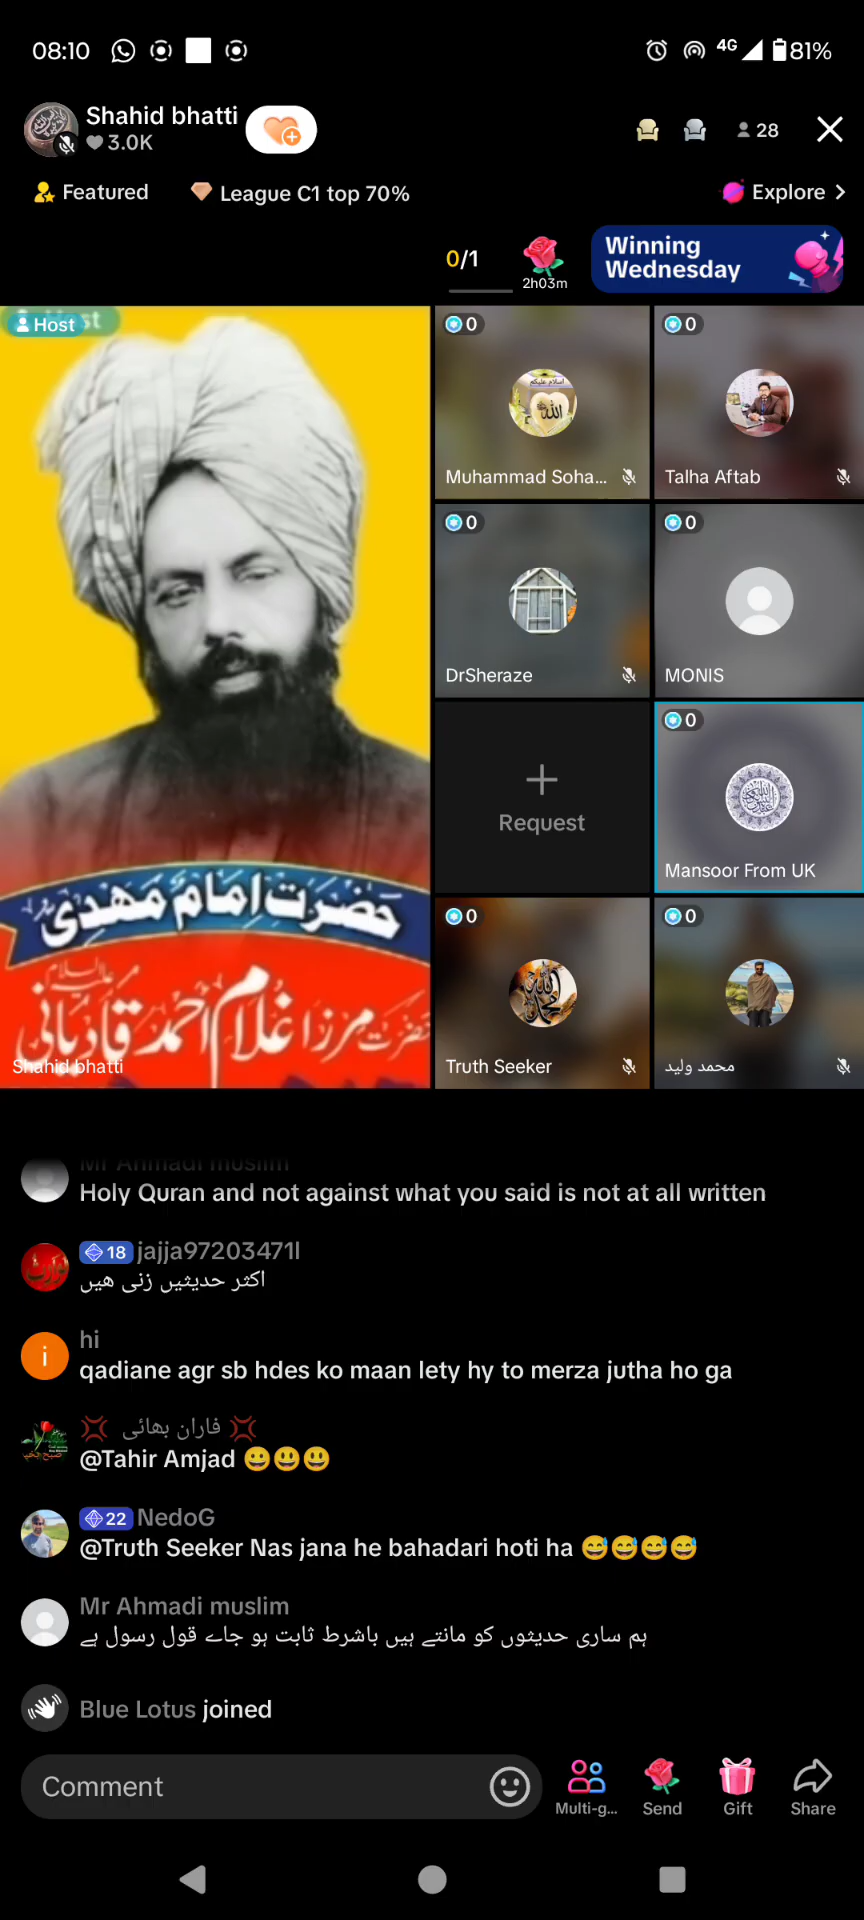 08:10
4G
81%
Shahid bhatti
3.0K
28
Featured
League C1 top 70%
Explore
0/1
2h03m
Winning
Wednesday
Host
0
Muhammad Soha...
0
Talha Aftab
0
DrSheraze
0
MONIS
Request
0
Mansoor From UK
حضرت امام مہدی
علیہ السلام
حضرت مرزا غلام احمد قادیانی
Shahid bhatti
0
Truth Seeker
0
محمد ولید
Mr Ahmadi muslim
Holy Quran and not against what you said is not at all written
18 jajja97203471l
اکثر حدیثیں زنی ھیں
hi
qadiane agr sb hdes ko maan lety hy to merza jutha ho ga
فاران بھائی
@Tahir Amjad 😀😃😃
22 NedoG
@Truth Seeker Nas jana he bahadari hoti ha 😅😅😅😅
Mr Ahmadi muslim
ہم ساری حدیثوں کو مانتے ہیں باشرط ثابت ہو جاے قول رسول ہے
Blue Lotus joined
Comment
Multi-g...
Send
Gift
Share